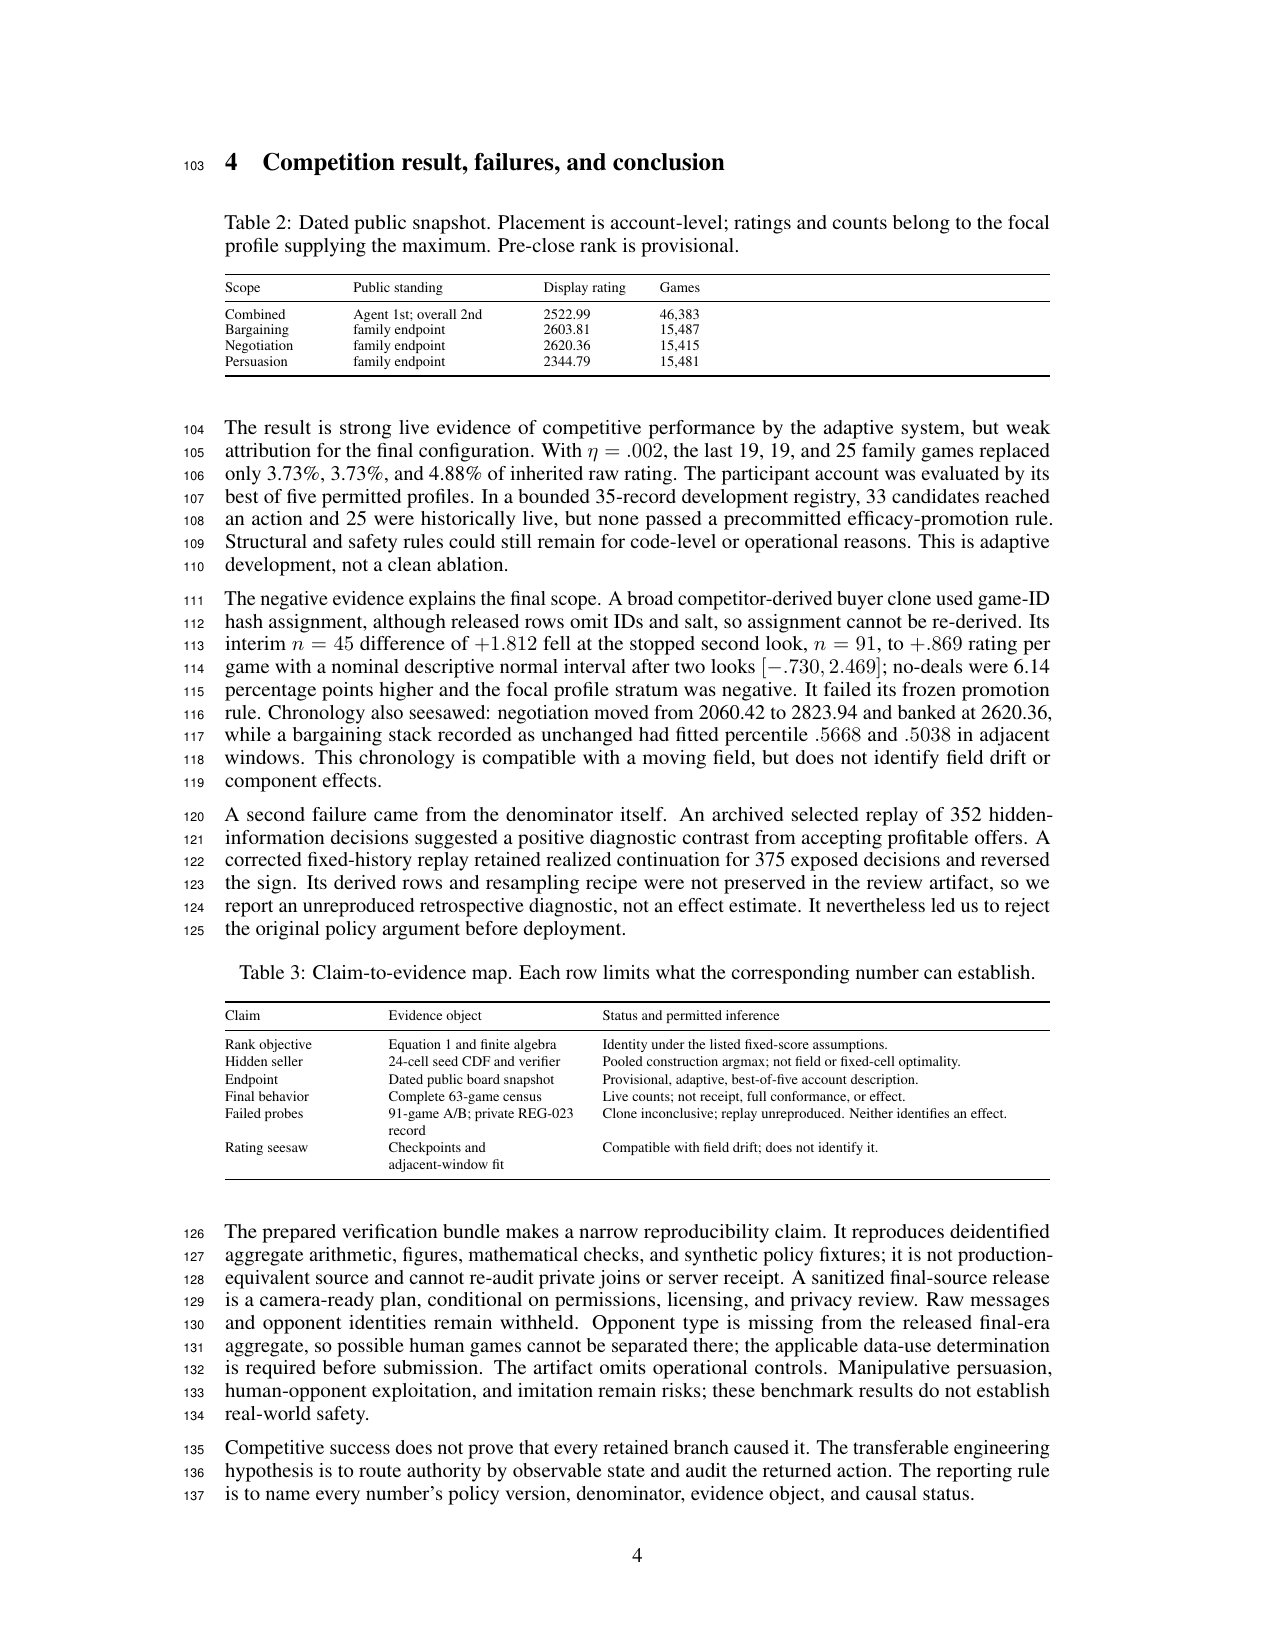 103 4 Competition result, failures, and conclusion
Table 2: Dated public snapshot. Placement is account-level; ratings and counts belong to the focal
profile supplying the maximum. Pre-close rank is provisional.
Scope Public standing Display rating Games
Combined Agent 1st; overall 2nd 2522.99 46,383
Bargaining family endpoint 2603.81 15,487
Negotiation family endpoint 2620.36 15,415
Persuasion family endpoint 2344.79 15,481
104 The result is strong live evidence of competitive performance by the adaptive system, but weak
105 attribution for the final configuration. With η = .002, the last 19, 19, and 25 family games replaced
106 only 3.73%, 3.73%, and 4.88% of inherited raw rating. The participant account was evaluated by its
107 best of five permitted profiles. In a bounded 35-record development registry, 33 candidates reached
108 an action and 25 were historically live, but none passed a precommitted efficacy-promotion rule.
109 Structural and safety rules could still remain for code-level or operational reasons. This is adaptive
110 development, not a clean ablation.
111 The negative evidence explains the final scope. A broad competitor-derived buyer clone used game-ID
112 hash assignment, although released rows omit IDs and salt, so assignment cannot be re-derived. Its
113 interim n = 45 difference of +1.812 fell at the stopped second look, n = 91, to +.869 rating per
114 game with a nominal descriptive normal interval after two looks [−.730, 2.469]; no-deals were 6.14
115 percentage points higher and the focal profile stratum was negative. It failed its frozen promotion
116 rule. Chronology also seesawed: negotiation moved from 2060.42 to 2823.94 and banked at 2620.36,
117 while a bargaining stack recorded as unchanged had fitted percentile .5668 and .5038 in adjacent
118 windows. This chronology is compatible with a moving field, but does not identify field drift or
119 component effects.
120 A second failure came from the denominator itself. An archived selected replay of 352 hidden-
121 information decisions suggested a positive diagnostic contrast from accepting profitable offers. A
122 corrected fixed-history replay retained realized continuation for 375 exposed decisions and reversed
123 the sign. Its derived rows and resampling recipe were not preserved in the review artifact, so we
124 report an unreproduced retrospective diagnostic, not an effect estimate. It nevertheless led us to reject
125 the original policy argument before deployment.
Table 3: Claim-to-evidence map. Each row limits what the corresponding number can establish.
Claim Evidence object Status and permitted inference
Rank objective Equation 1 and finite algebra Identity under the listed fixed-score assumptions.
Hidden seller 24-cell seed CDF and verifier Pooled construction argmax; not field or fixed-cell optimality.
Endpoint Dated public board snapshot Provisional, adaptive, best-of-five account description.
Final behavior Complete 63-game census Live counts; not receipt, full conformance, or effect.
Failed probes 91-game A/B; private REG-023 Clone inconclusive; replay unreproduced. Neither identifies an effect.
record
Rating seesaw Checkpoints and Compatible with field drift; does not identify it.
adjacent-window fit
126 The prepared verification bundle makes a narrow reproducibility claim. It reproduces deidentified
127 aggregate arithmetic, figures, mathematical checks, and synthetic policy fixtures; it is not production-
128 equivalent source and cannot re-audit private joins or server receipt. A sanitized final-source release
129 is a camera-ready plan, conditional on permissions, licensing, and privacy review. Raw messages
130 and opponent identities remain withheld. Opponent type is missing from the released final-era
131 aggregate, so possible human games cannot be separated there; the applicable data-use determination
132 is required before submission. The artifact omits operational controls. Manipulative persuasion,
133 human-opponent exploitation, and imitation remain risks; these benchmark results do not establish
134 real-world safety.
135 Competitive success does not prove that every retained branch caused it. The transferable engineering
136 hypothesis is to route authority by observable state and audit the returned action. The reporting rule
137 is to name every number's policy version, denominator, evidence object, and causal status.
4